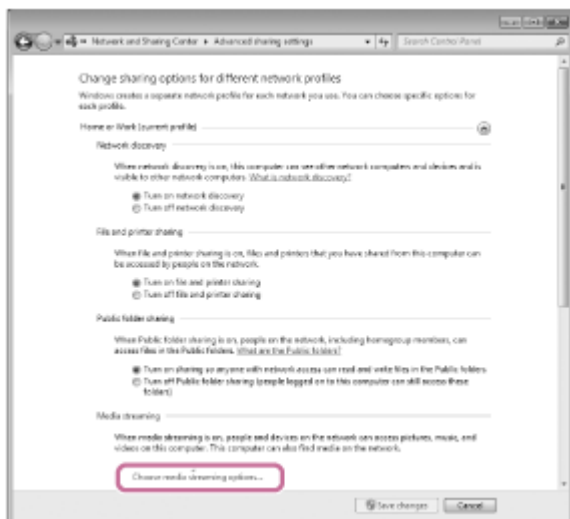 « Network and Sharing Center ▸ Advanced sharing settings
Search Control Panel
Change sharing options for different network profiles
Windows creates a separate network profile for each network you use. You can choose specific options for
each profile.
Home or Work (current profile)
Network discovery
When network discovery is on, this computer can see other network computers and devices and is
visible to other network computers. What is network discovery?
Turn on network discovery
Turn off network discovery
File and printer sharing
When file and printer sharing is on, files and printers that you have shared from this computer can
be accessed by people on the network.
Turn on file and printer sharing
Turn off file and printer sharing
Public folder sharing
When Public folder sharing is on, people on the network, including homegroup members, can
access files in the Public folders. What are the Public folders?
Turn on sharing so anyone with network access can read and write files in the Public folders
Turn off Public folder sharing (people logged on to this computer can still access these
folders)
Media streaming
When media streaming is on, people and devices on the network can access pictures, music, and
videos on this computer. This computer can also find media on the network.
Choose media streaming options...
Save changes
Cancel